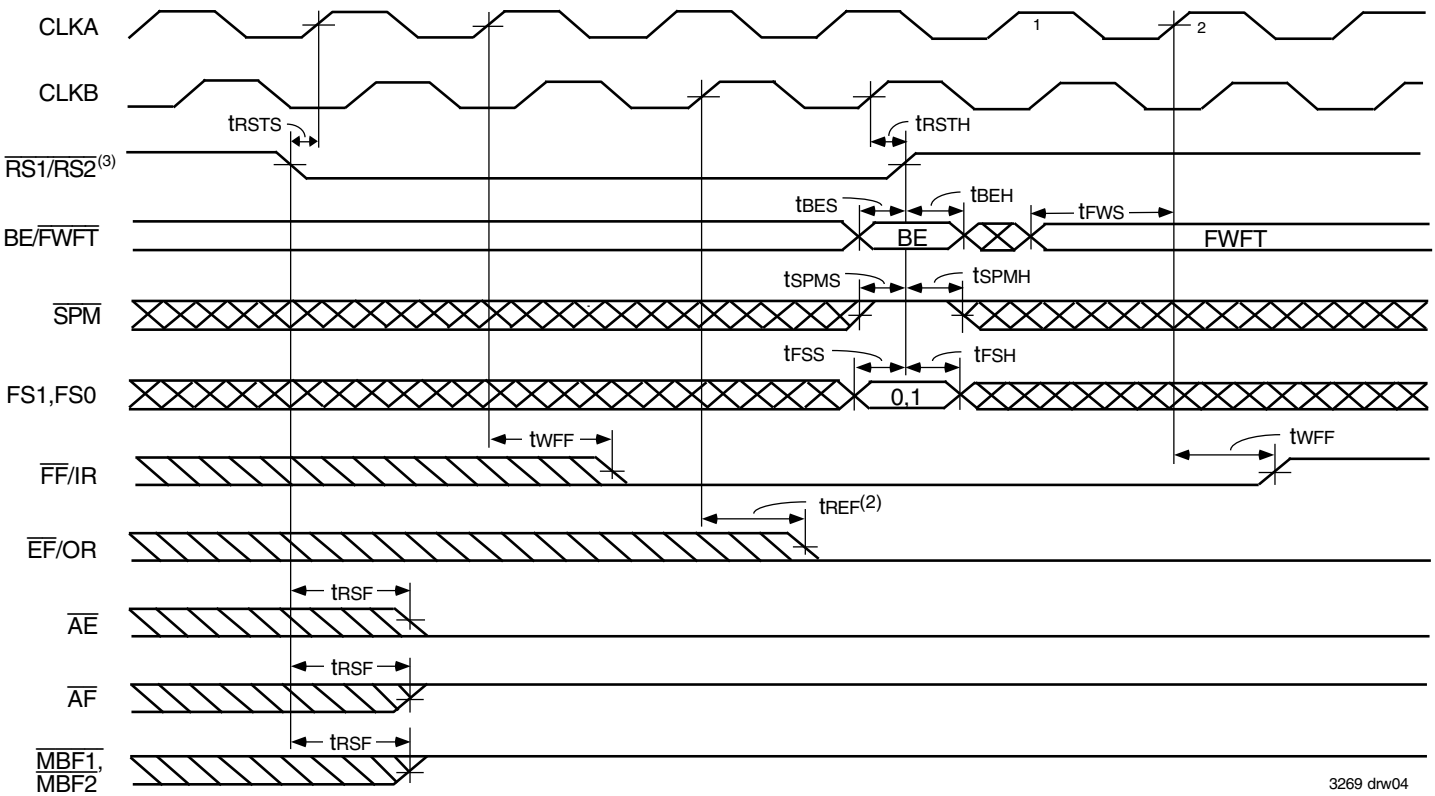 CLKA
1
2
CLKB
tRSTS
tRSTH
RS1/RS2(3)
tBES
tBEH
tFWS
BE/FWFT
BE
FWFT
tSPMS
tSPMH
SPM
tFSS
tFSH
FS1,FS0
0,1
tWFF
tWFF
FF/IR
tREF(2)
EF/OR
tRSF
AE
tRSF
AF
tRSF
MBF1,
MBF2
3269 drw04